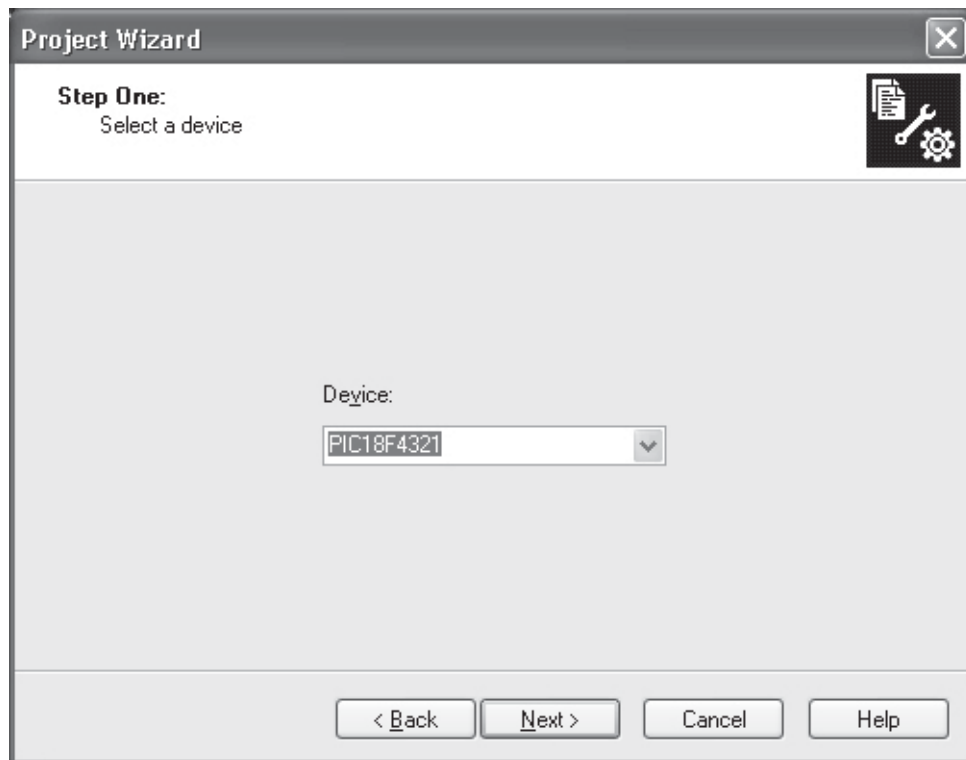 Project Wizard
Step One:
Select a device
Device:
PIC18F4321
< Back Next > Cancel Help